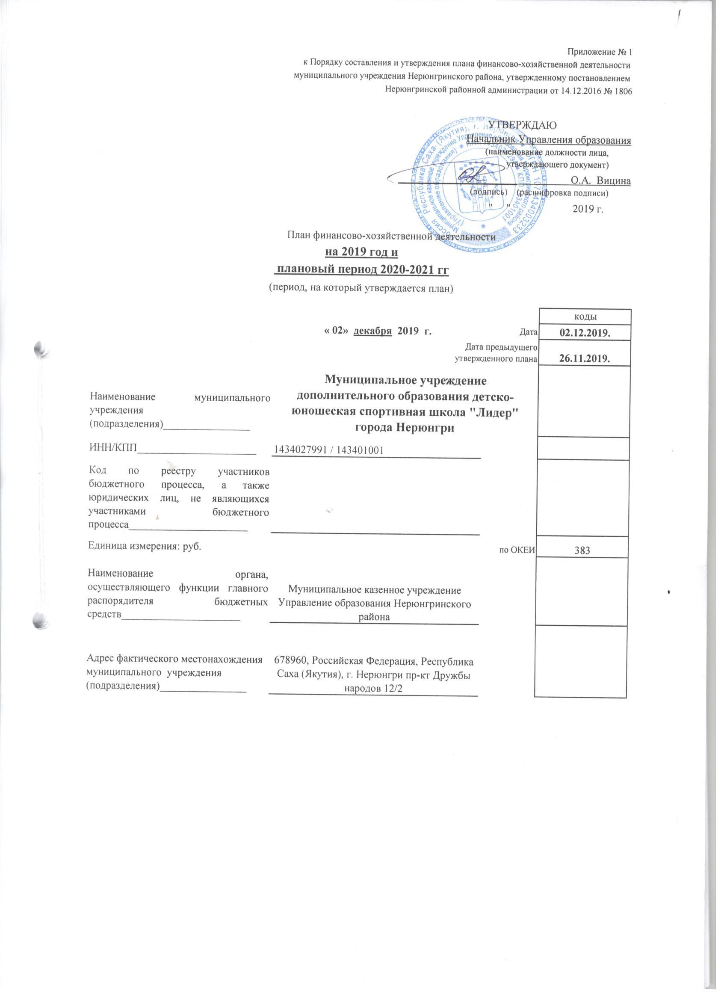 Приложение № 1
к Порядку составления и утверждения плана финансово-хозяйственной деятельности
муниципального учреждения Нерюнгринского района, утвержденному постановлением
Нерюнгринской районной администрации от 14.12.2016 № 1806
УТВЕРЖДАЮ
Начальник Управления образования
(наименование должности лица,
утверждающего документ)
О.А. Вицина
(подпись) (расшифровка подписи)
" " 2019 г.
План финансово-хозяйственной деятельности
на 2019 год и
плановый период 2020-2021 гг
(период, на который утверждается план)
коды
« 02» декабря 2019 г. Дата 02.12.2019.
Дата предыдущего
утвержденного плана 26.11.2019.
Наименование муниципального
учреждения
(подразделения)
Муниципальное учреждение
дополнительного образования детско-
юношеская спортивная школа "Лидер"
города Нерюнгри
ИНН/КПП 1434027991 / 143401001
Код по реестру участников
бюджетного процесса, а также
юридических лиц, не являющихся
участниками бюджетного
процесса
Единица измерения: руб. по ОКЕИ 383
Наименование органа,
осуществляющего функции главного
распорядителя бюджетных
средств
Муниципальное казенное учреждение
Управление образования Нерюнгринского
района
Адрес фактического местонахождения
муниципального учреждения
(подразделения)
678960, Российская Федерация, Республика
Саха (Якутия), г. Нерюнгри пр-кт Дружбы
народов 12/2